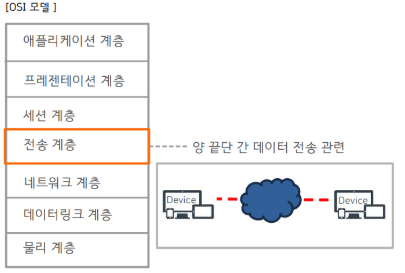 [OSI 모델 ]
애플리케이션 계층
프레젠테이션 계층
세션 계층
전송 계층
양 끝단 간 데이터 전송 관련
네트워크 계층
데이터링크 계층
물리 계층
Device
Device